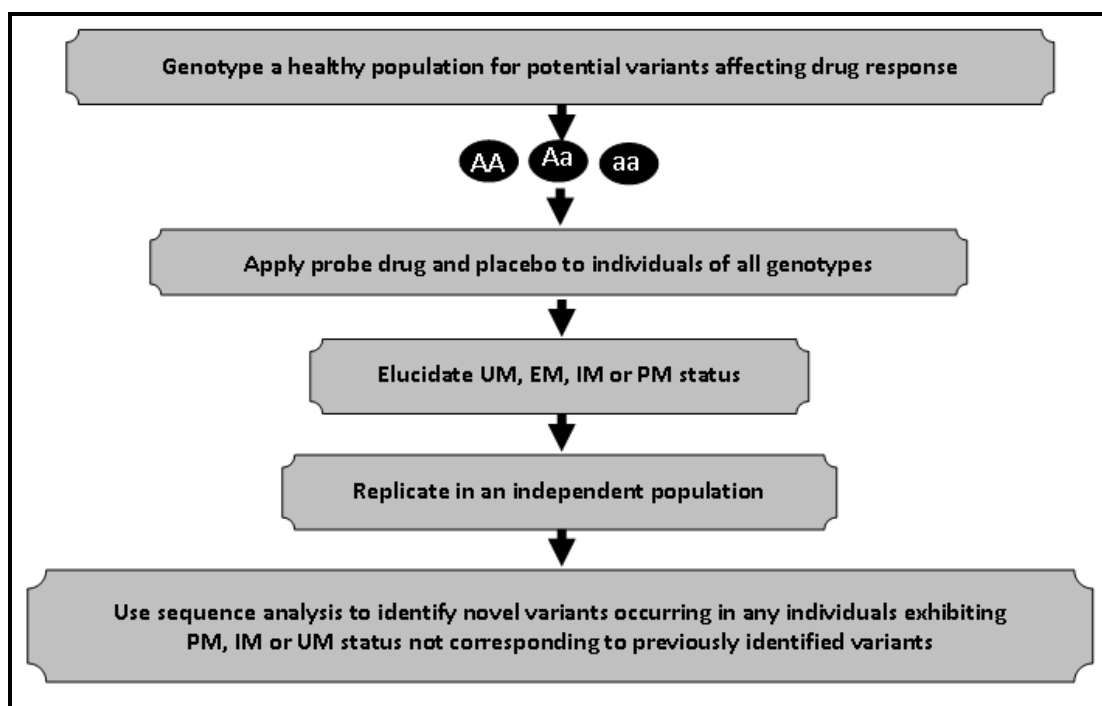 Genotype a healthy population for potential variants affecting drug response
AA Aa aa
Apply probe drug and placebo to individuals of all genotypes
Elucidate UM, EM, IM or PM status
Replicate in an independent population
Use sequence analysis to identify novel variants occurring in any individuals exhibiting
PM, IM or UM status not corresponding to previously identified variants